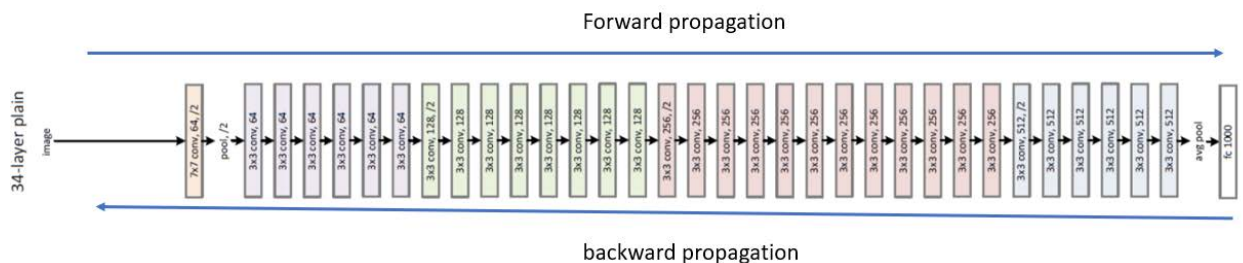 Forward propagation
34-layer plain
image
7x7 conv, 64, /2
pool, /2
3x3 conv, 64
3x3 conv, 64
3x3 conv, 64
3x3 conv, 64
3x3 conv, 64
3x3 conv, 64
3x3 conv, 128, /2
3x3 conv, 128
3x3 conv, 128
3x3 conv, 128
3x3 conv, 128
3x3 conv, 128
3x3 conv, 128
3x3 conv, 128
3x3 conv, 256, /2
3x3 conv, 256
3x3 conv, 256
3x3 conv, 256
3x3 conv, 256
3x3 conv, 256
3x3 conv, 256
3x3 conv, 256
3x3 conv, 256
3x3 conv, 256
3x3 conv, 256
3x3 conv, 256
3x3 conv, 512, /2
3x3 conv, 512
3x3 conv, 512
3x3 conv, 512
3x3 conv, 512
3x3 conv, 512
avg pool
fc 1000
backward propagation